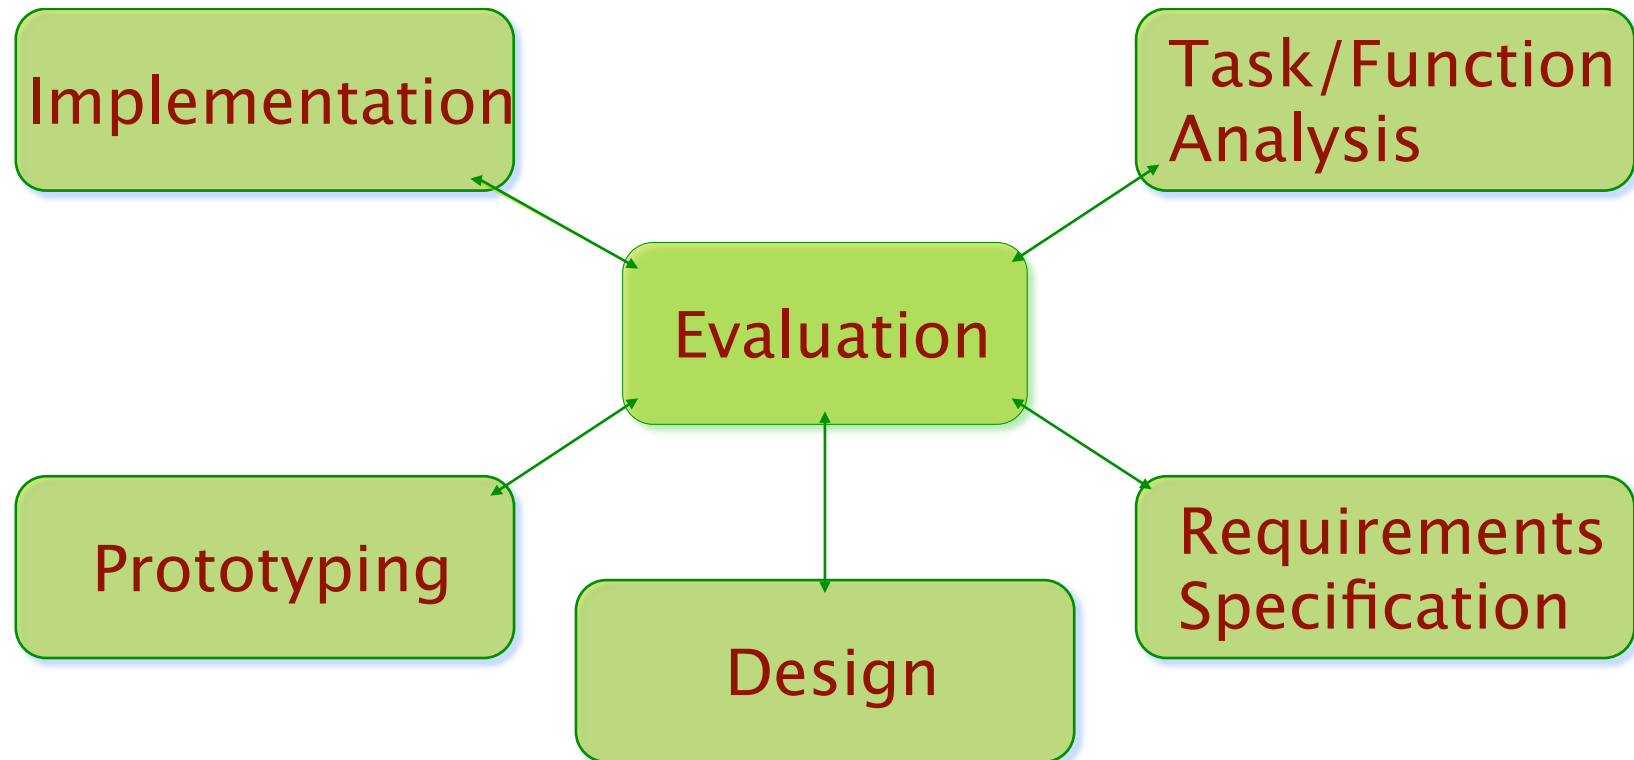 Implementation
Task/Function
Analysis
Evaluation
Prototyping
Requirements
Specification
Design